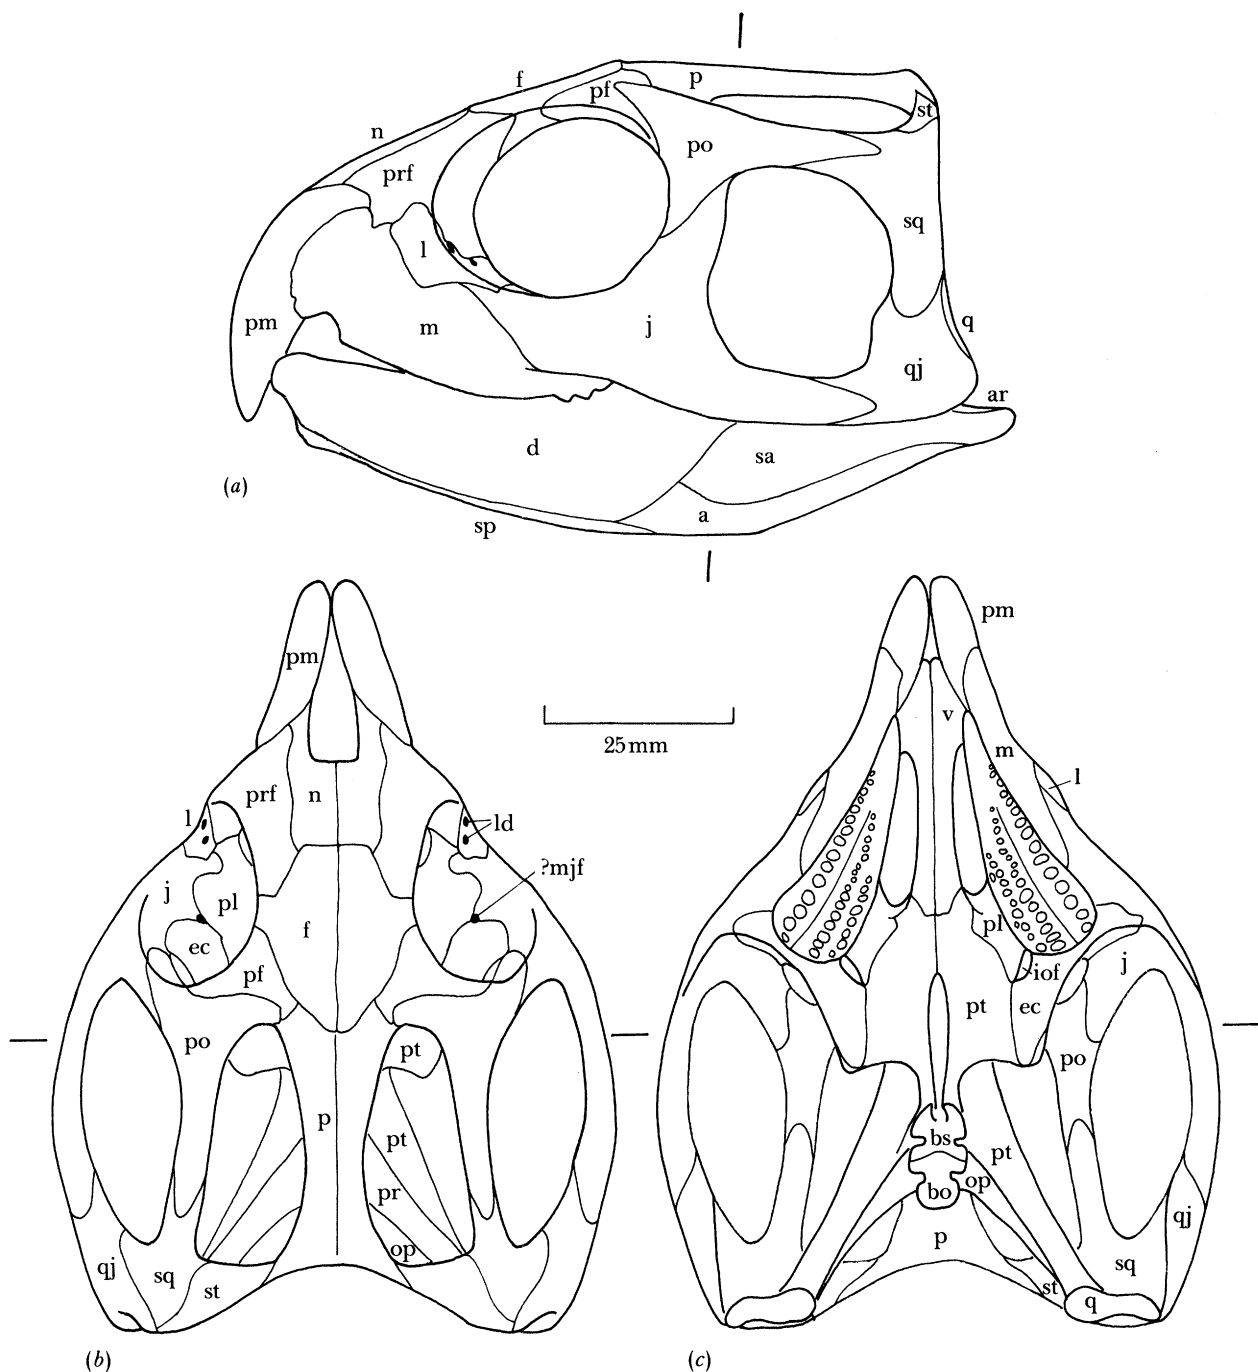 f
p
pf
st
n
po
prf
sq
l
pm
m
j
q
qj
ar
d
sa
(a)
a
sp
pm
pm
v
25mm
m
l
prf
n
l
ld
?mjf
j
pl
pl
f
ec
iof
j
pf
pt
ec
po
pt
po
p
bs
pt
pt
pr
op
bo
op
p
qj
qj
sq
sq
st
st
q
(b)
(c)